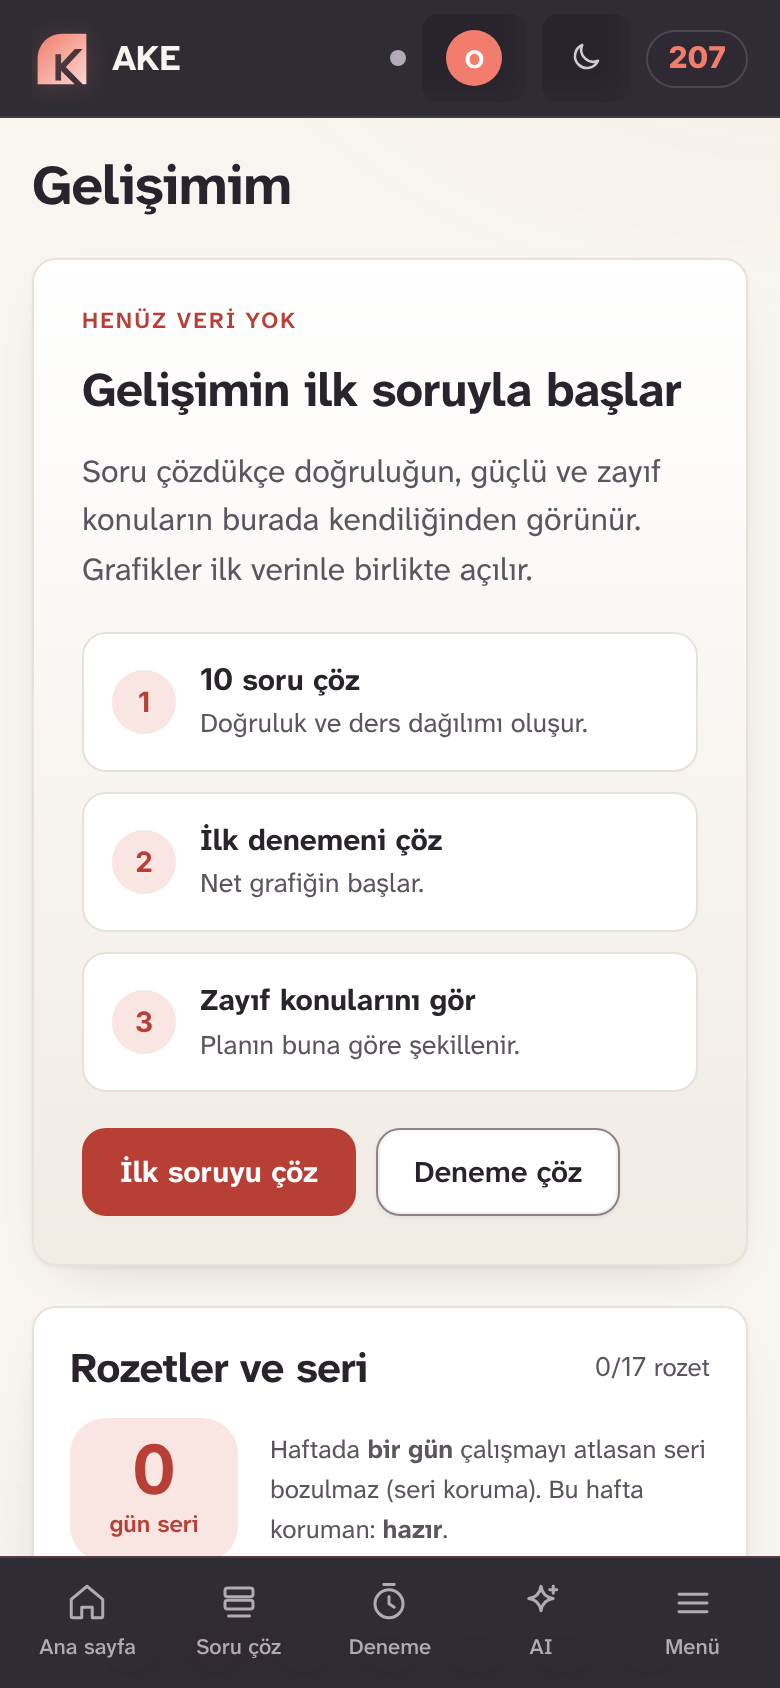 K AKE O 207
Gelişimim
HENÜZ VERİ YOK
Gelişimin ilk soruyla başlar
Soru çözdükçe doğruluğun, güçlü ve zayıf
konuların burada kendiliğinden görünür.
Grafikler ilk verinle birlikte açılır.
1
10 soru çöz
Doğruluk ve ders dağılımı oluşur.
2
İlk denemeni çöz
Net grafiğin başlar.
3
Zayıf konularını gör
Planın buna göre şekillenir.
İlk soruyu çöz
Deneme çöz
Rozetler ve seri
0/17 rozet
0
gün seri
Haftada bir gün çalışmayı atlasan seri
bozulmaz (seri koruma). Bu hafta
koruman: hazır.
Ana sayfa
Soru çöz
Deneme
AI
Menü